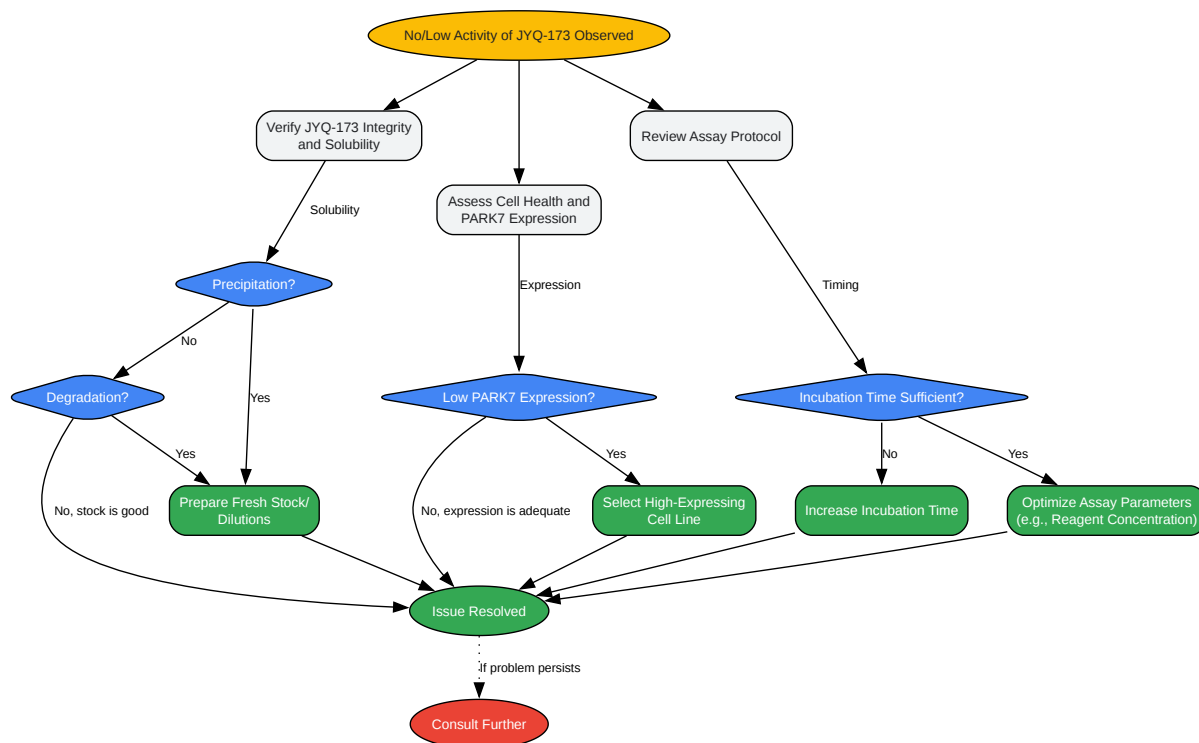 No/Low Activity of JYQ-173 Observed
Verify JYQ-173 Integrity
and Solubility
Review Assay Protocol
Assess Cell Health and
PARK7 Expression
Solubility
Precipitation?
Expression
Timing
No
Degradation?
Yes
Low PARK7 Expression?
Incubation Time Sufficient?
Yes
Yes
No
Yes
No, stock is good
Prepare Fresh Stock/
Dilutions
No, expression is adequate
Select High-Expressing
Cell Line
Increase Incubation Time
Optimize Assay Parameters
(e.g., Reagent Concentration)
Issue Resolved
If problem persists
Consult Further